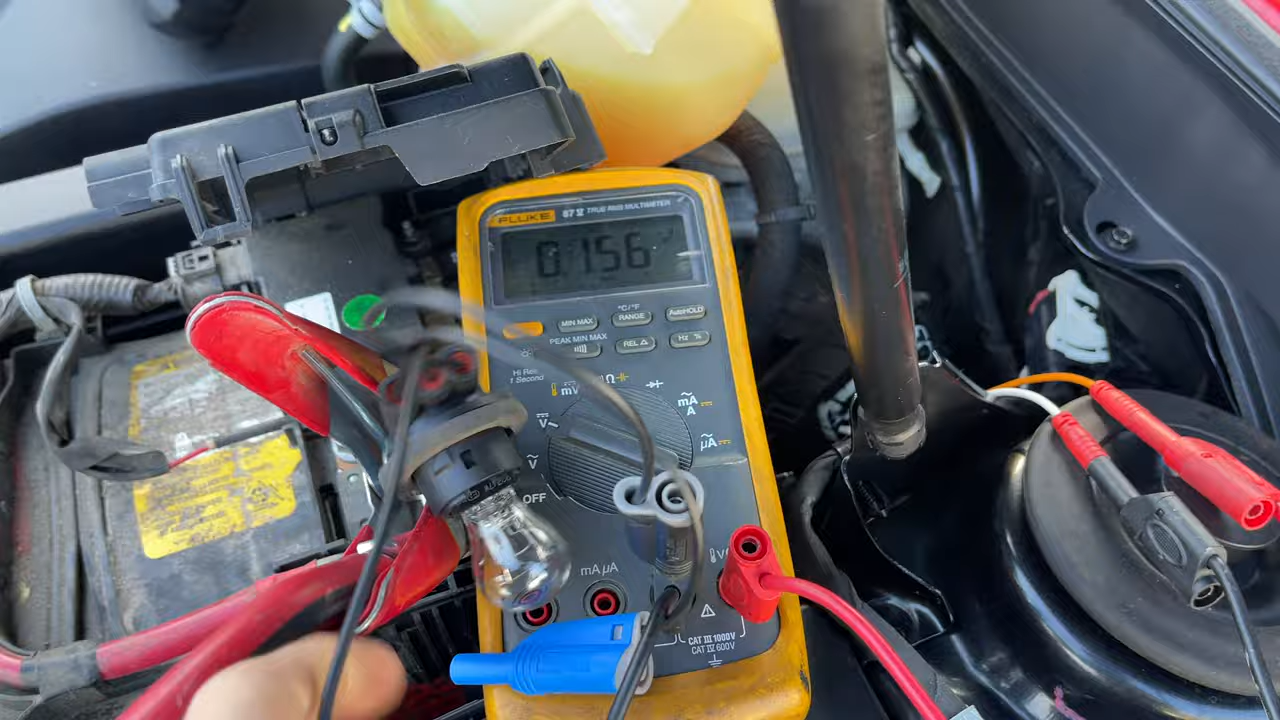 FLUKE 87 V TRUE RMS MULTIMETER
0.156
MIN MAX
°C/°F
RANGE
AutoHOLD
PEAK MIN MAX
REL Δ
Hz %
Hi Res
1 Second
mV
Ω
mA
A
V
µA
V
OFF
mA µA
CAT III 1000V
CAT IV 600V